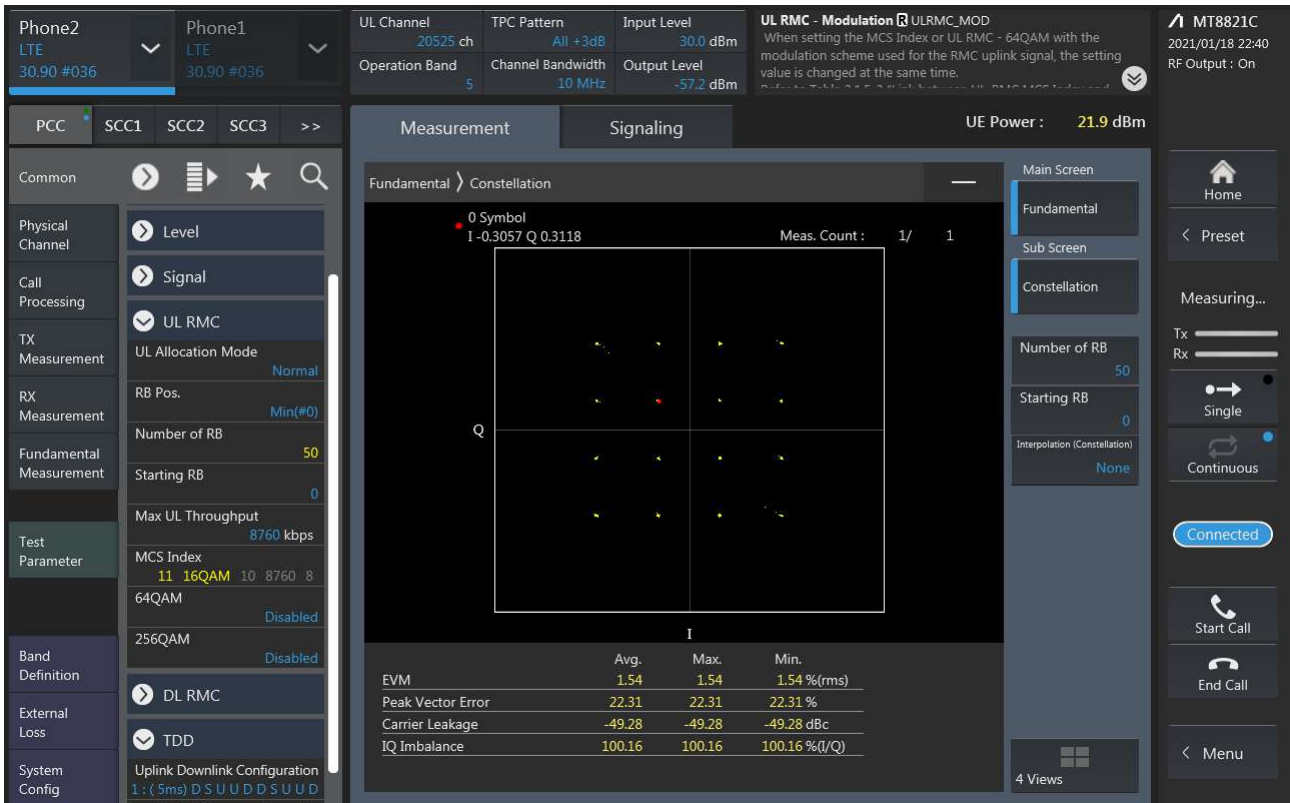 Phone2
LTE
30.90 #036
Phone1
LTE
30.90 #036
UL Channel
20525 ch
Operation Band
5
TPC Pattern
All +3dB
Channel Bandwidth
10 MHz
Input Level
30.0 dBm
Output Level
-57.2 dBm
UL RMC - Modulation R ULRMC_MOD
When setting the MCS Index or UL RMC - 64QAM with the
modulation scheme used for the RMC uplink signal, the setting
value is changed at the same time.
MT8821C
2021/01/18 22:40
RF Output : On
PCC SCC1 SCC2 SCC3 >>
Measurement Signaling
UE Power : 21.9 dBm
Common
Physical
Channel
Call
Processing
TX
Measurement
RX
Measurement
Fundamental
Measurement
Test
Parameter
Band
Definition
External
Loss
System
Config
Level
Signal
UL RMC
UL Allocation Mode
Normal
RB Pos.
Min(#0)
Number of RB
50
Starting RB
0
Max UL Throughput
8760 kbps
MCS Index
11 16QAM 10 8760 8
64QAM
Disabled
256QAM
Disabled
DL RMC
TDD
Uplink Downlink Configuration
1 : ( 5ms) D S U U D D S U U D
Fundamental 〉 Constellation
0 Symbol
I -0.3057 Q 0.3118
Meas. Count : 1/ 1
Q
I
Avg. Max. Min.
EVM 1.54 1.54 1.54 %(rms)
Peak Vector Error 22.31 22.31 22.31 %
Carrier Leakage -49.28 -49.28 -49.28 dBc
IQ Imbalance 100.16 100.16 100.16 %(I/Q)
Main Screen
Fundamental
Sub Screen
Constellation
Number of RB
50
Starting RB
0
Interpolation (Constellation)
None
4 Views
Home
< Preset
Measuring...
Tx
Rx
Single
Continuous
Connected
Start Call
End Call
< Menu